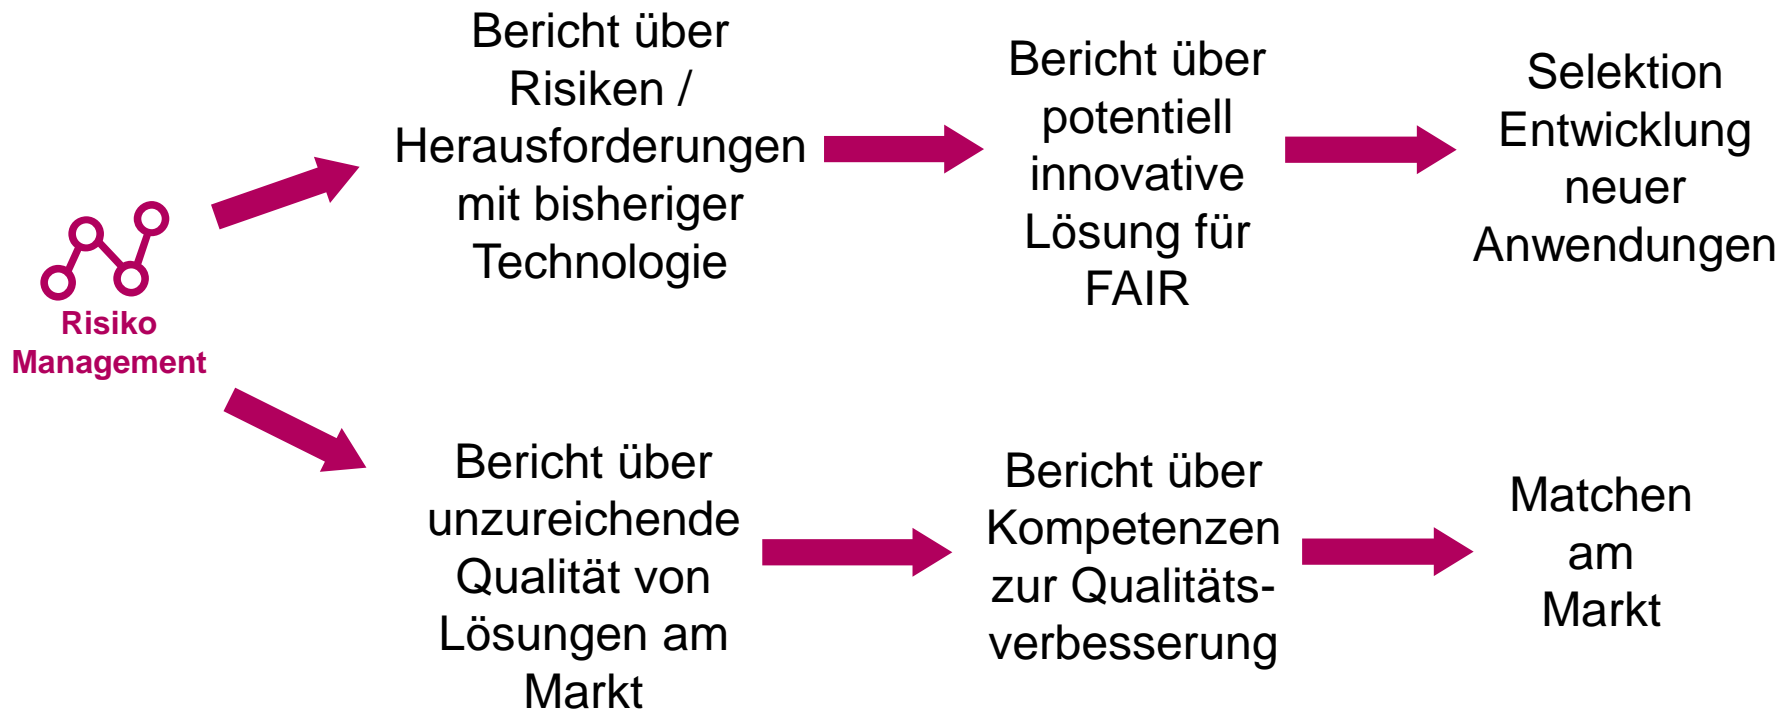 Risiko
Management
Bericht über
Risiken /
Herausforderungen
mit bisheriger
Technologie
Bericht über
potentiell
innovative
Lösung für
FAIR
Selektion
Entwicklung
neuer
Anwendungen
Bericht über
unzureichende
Qualität von
Lösungen am
Markt
Bericht über
Kompetenzen
zur Qualitäts-
verbesserung
Matchen
am
Markt